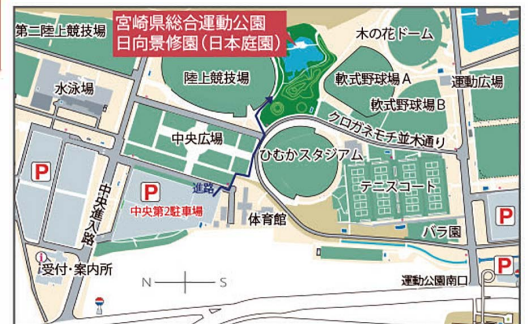 宮崎県総合運動公園
日向景修園(日本庭園)
第二陸上競技場
木の花ドーム
陸上競技場
軟式野球場A
運動広場
水泳場
軟式野球場B
クロガネモチ並木通り
中央広場
ひむかスタジアム
P
P
進路
テニスコート
中央第2駐車場
中央進入路
体育館
バラ園
P
受付・案内所
N S
P
運動公園南口